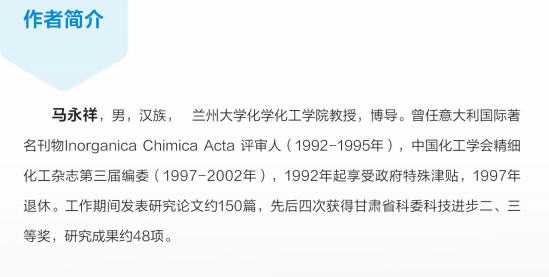 作者简介
马永祥，男，汉族， 兰州大学化学化工学院教授，博导。曾任意大利国际著
名刊物Inorganica Chimica Acta 评审人（1992-1995年），中国化工学会精细
化工杂志第三届编委（1997-2002年），1992年起享受政府特殊津贴，1997年
退休。工作期间发表研究论文约150篇，先后四次获得甘肃省科委科技进步二、三
等奖，研究成果约48项。